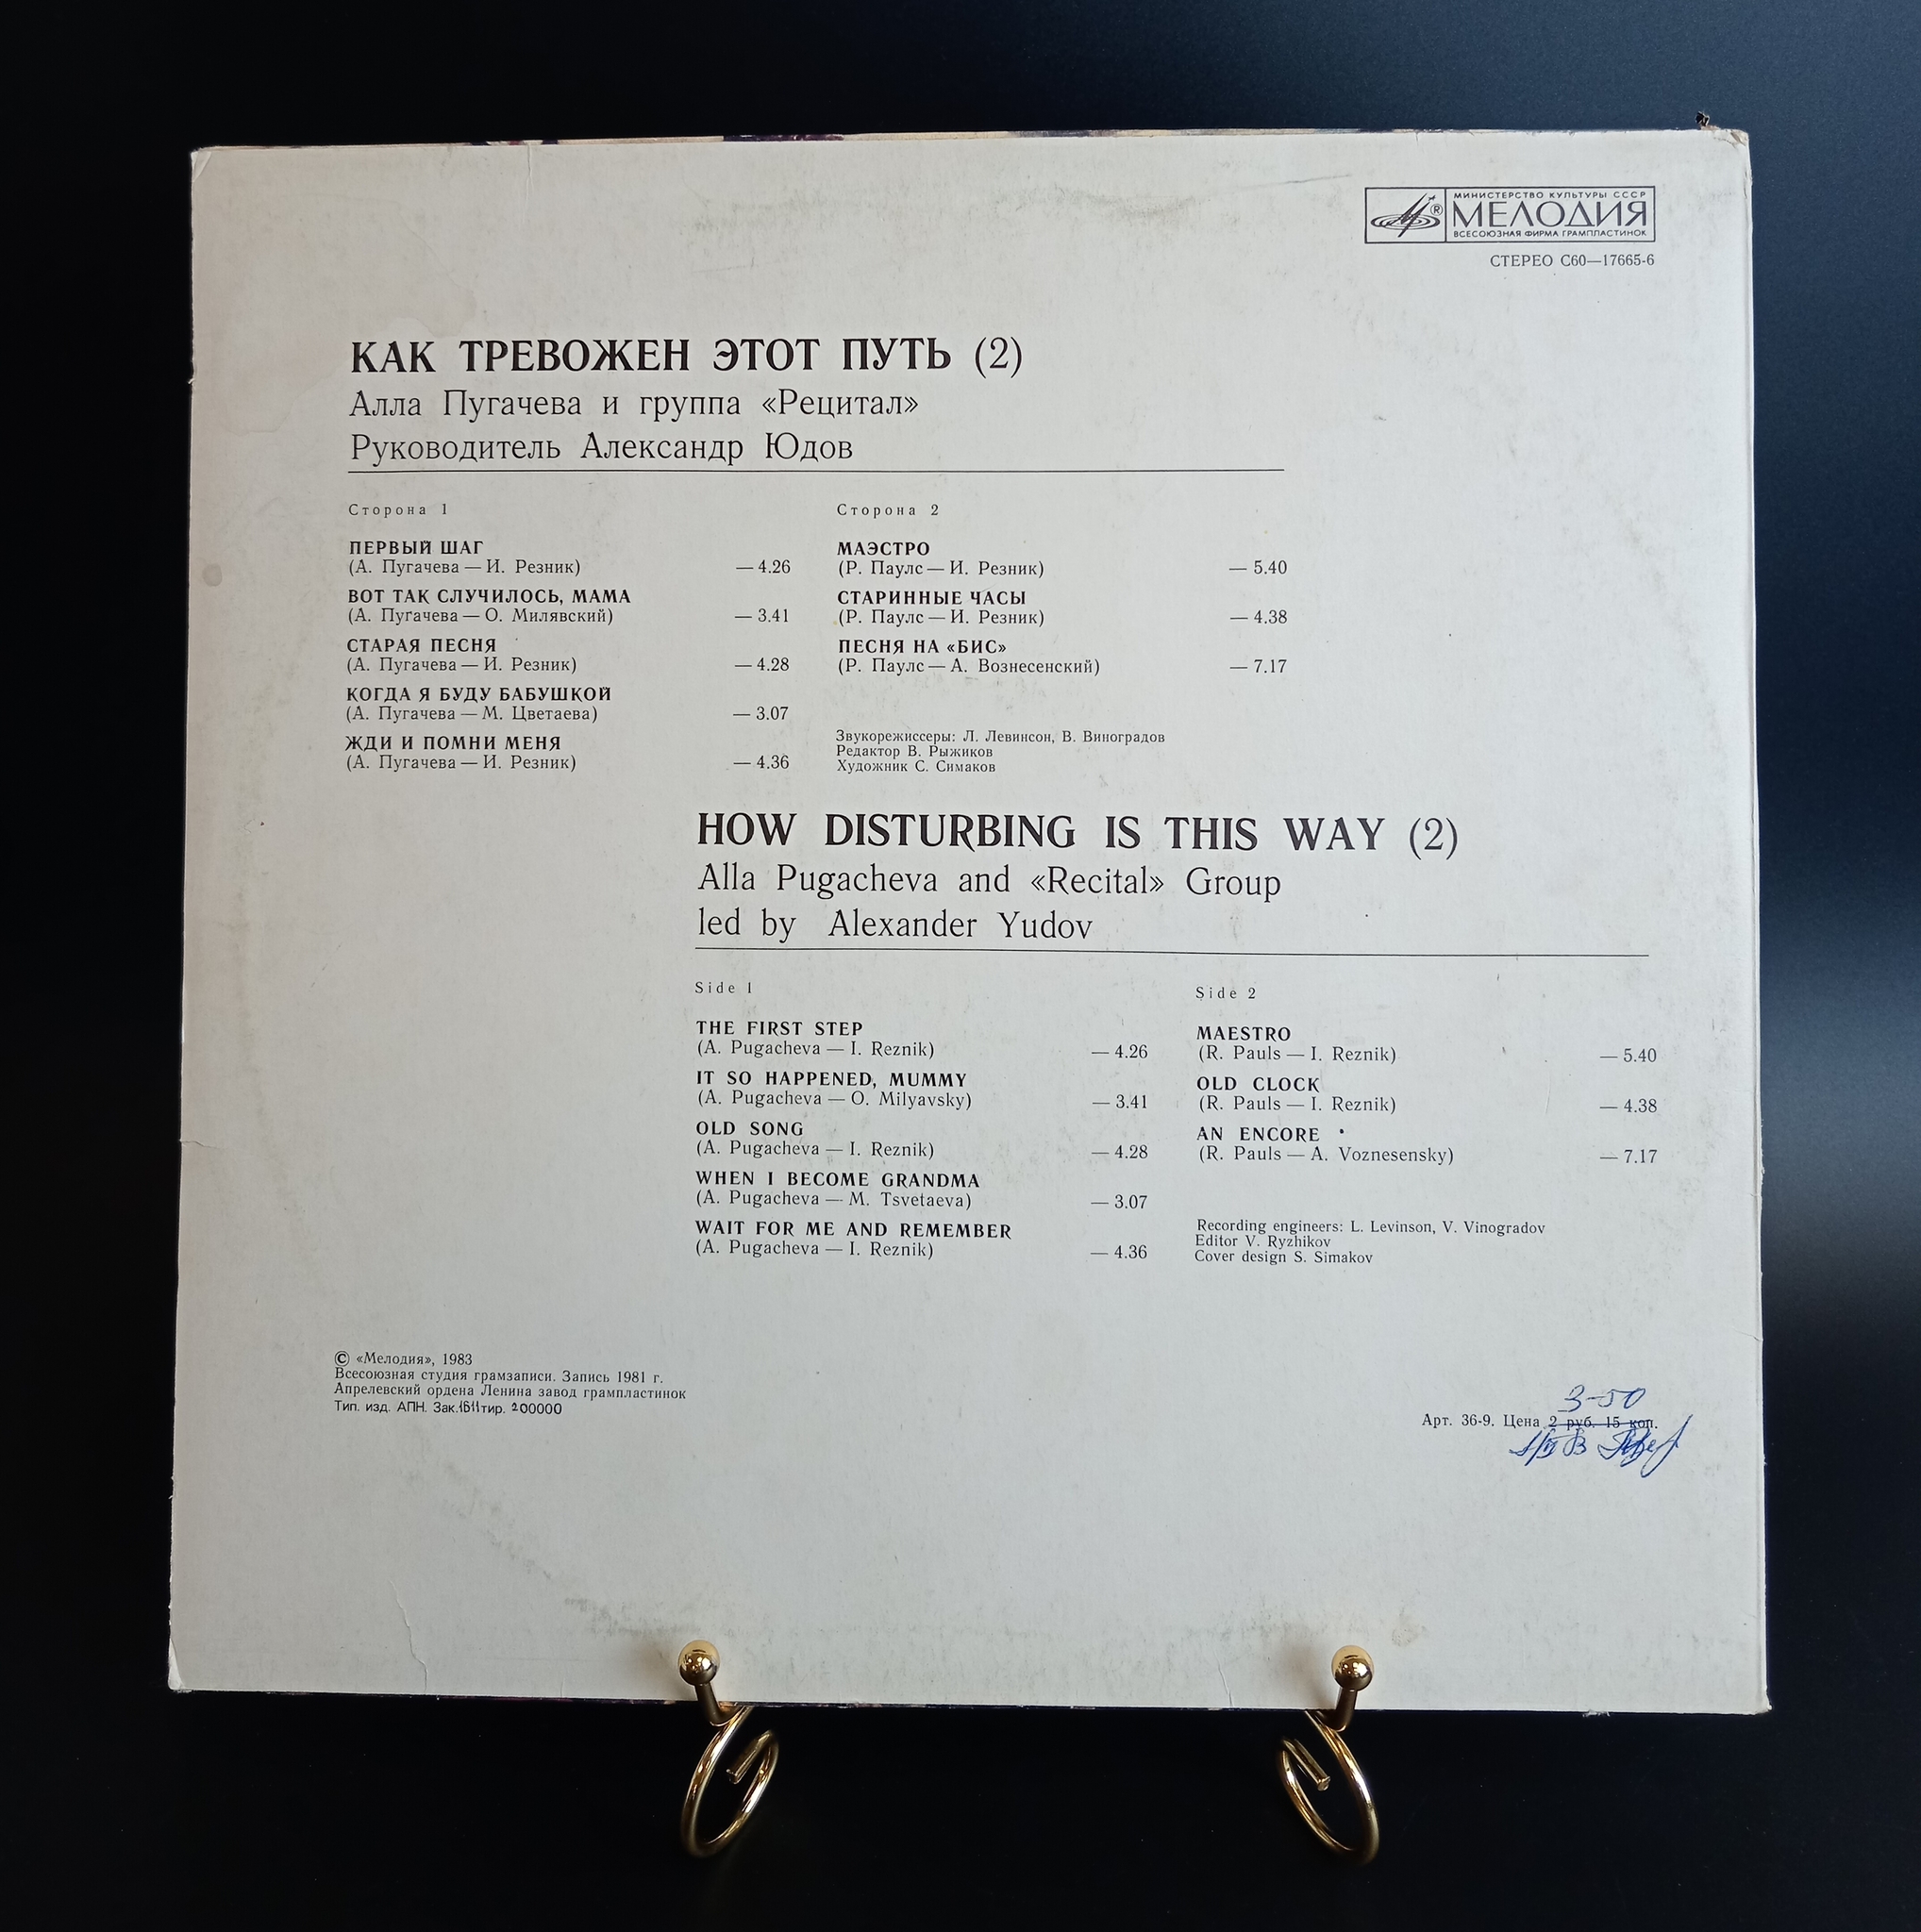 МИНИСТЕРСТВО КУЛЬТУРЫ СССР
МЕЛОДИЯ
ВСЕСОЮЗНАЯ ФИРМА ГРАМПЛАСТИНОК
СТЕРЕО С60—17665-6
КАК ТРЕВОЖЕН ЭТОТ ПУТЬ (2)
Алла Пугачева и группа «Рецитал»
Руководитель Александр Юдов
Сторона 1
ПЕРВЫЙ ШАГ
(А. Пугачева — И. Резник) — 4.26
ВОТ ТАК СЛУЧИЛОСЬ, МАМА
(А. Пугачева — О. Милявский) — 3.41
СТАРАЯ ПЕСНЯ
(А. Пугачева — И. Резник) — 4.28
КОГДА Я БУДУ БАБУШКОЙ
(А. Пугачева — М. Цветаева) — 3.07
ЖДИ И ПОМНИ МЕНЯ
(А. Пугачева — И. Резник) — 4.36
Сторона 2
МАЭСТРО
(Р. Паулс — И. Резник) — 5.40
СТАРИННЫЕ ЧАСЫ
(Р. Паулс — И. Резник) — 4.38
ПЕСНЯ НА «БИС»
(Р. Паулс — А. Вознесенский) — 7.17
Звукорежиссеры: Л. Левинсон, В. Виноградов
Редактор В. Рыжиков
Художник С. Симаков
HOW DISTURBING IS THIS WAY (2)
Alla Pugacheva and «Recital» Group
led by Alexander Yudov
Side 1
THE FIRST STEP
(A. Pugacheva — I. Reznik) — 4.26
IT SO HAPPENED, MUMMY
(A. Pugacheva — O. Milyavsky) — 3.41
OLD SONG
(A. Pugacheva — I. Reznik) — 4.28
WHEN I BECOME GRANDMA
(A. Pugacheva — M. Tsvetaeva) — 3.07
WAIT FOR ME AND REMEMBER
(A. Pugacheva — I. Reznik) — 4.36
Side 2
MAESTRO
(R. Pauls — I. Reznik) — 5.40
OLD CLOCK
(R. Pauls — I. Reznik) — 4.38
AN ENCORE
(R. Pauls — A. Voznesensky) — 7.17
Recording engineers: L. Levinson, V. Vinogradov
Editor V. Ryzhikov
Cover design S. Simakov
© «Мелодия», 1983
Всесоюзная студия грамзаписи. Запись 1981 г.
Апрелевский ордена Ленина завод грампластинок
Тип. изд. АПН. Зак.1611тир. 200000
3-50
Арт. 36-9. Цена 2 руб. 15 коп.